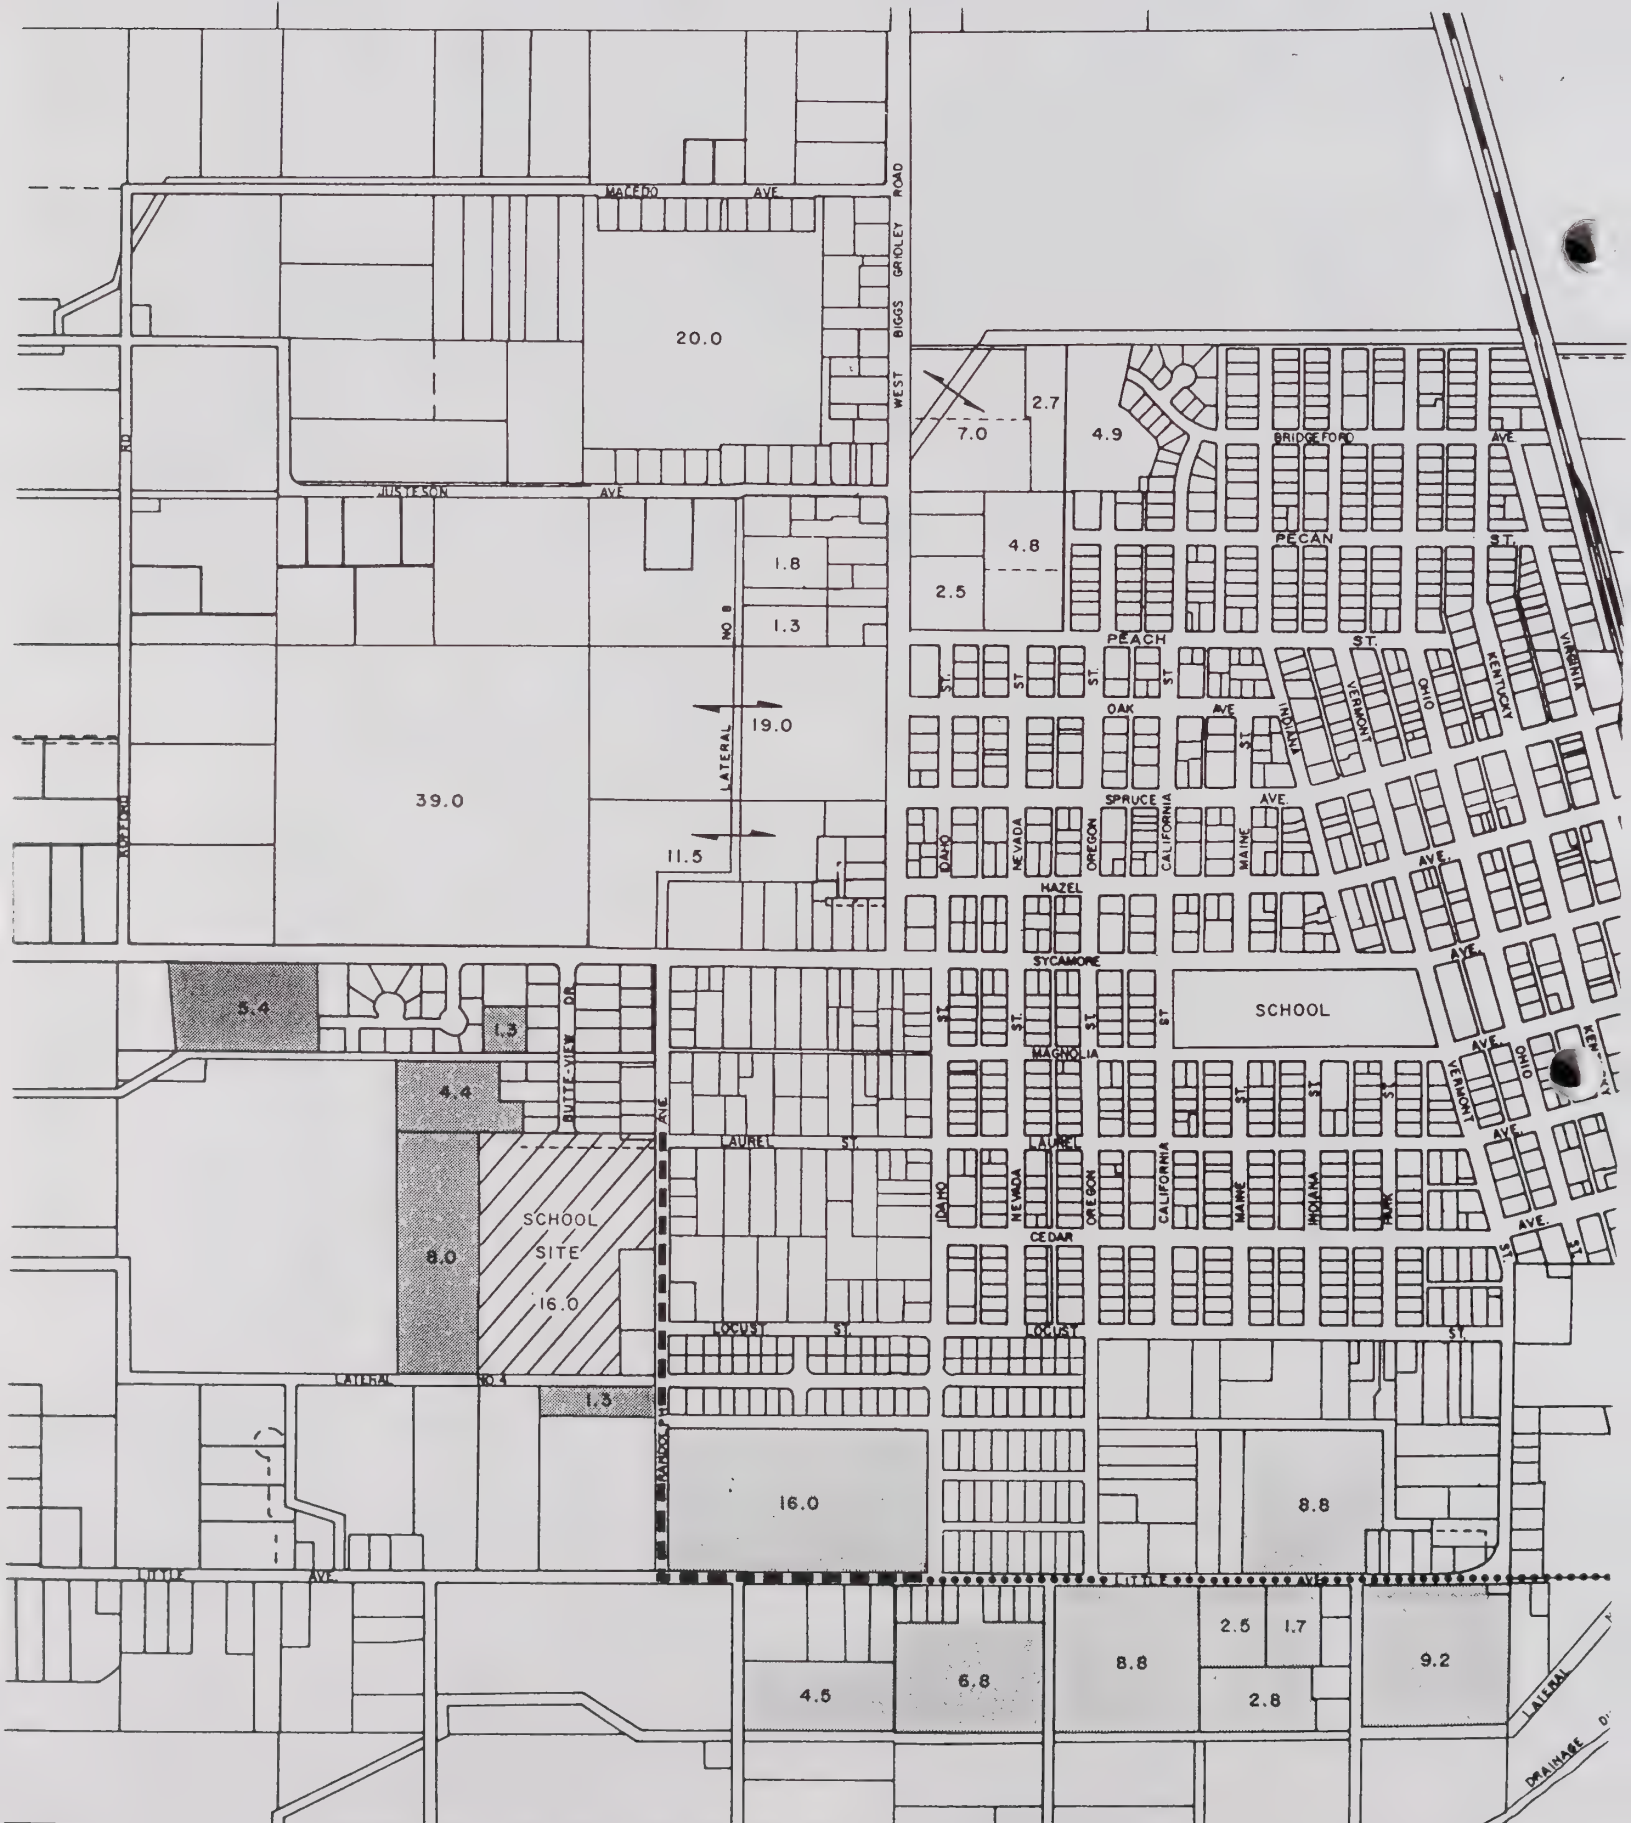 MACEDO AVE.
WEST BIGGS GRIDLEY ROAD
20.0
2.7
7.0
4.9
BRIDGEFORD AVE.
RD
JUSTESON AVE
PECAN ST.
4.8
1.8
2.5
1.3
LATERAL NO 8
PEACH ST.
VIRGINIA
KENTUCKY
OHIO
VERMONT
INDIANA
ST.
ST
ST.
ST
OAK AVE
ST
19.0
39.0
SPRUCE AVE.
KOFFORD
IDAHO
NEVADA
OREGON
CALIFORNIA
MAINE
11.5
AVE.
HAZEL
AVE.
SYCAMORE
5.4
1.3
BUTTE-VIEW DR
ST.
ST.
ST.
ST
SCHOOL
AVE.
MAGNOLIA
OHIO
VERMONT
4.4
AVE.
ST.
ST
ST.
LAUREL ST.
LAUREL
AVE.
SCHOOL
SITE
16.0
8.0
IDAHO
NEVADA
OREGON
CALIFORNIA
MAINE
INDIANA
PARK
CEDAR
AVE.
ST.
ST.
LOCUST ST.
LOCUST
ST.
LATERAL NO.4
1.3
RANDOLPH
16.0
8.8
LITTLE AVE.
LITTLE AVE.
2.5
1.7
8.8
9.2
6.8
4.5
2.8
LATERAL
DRAINAGE